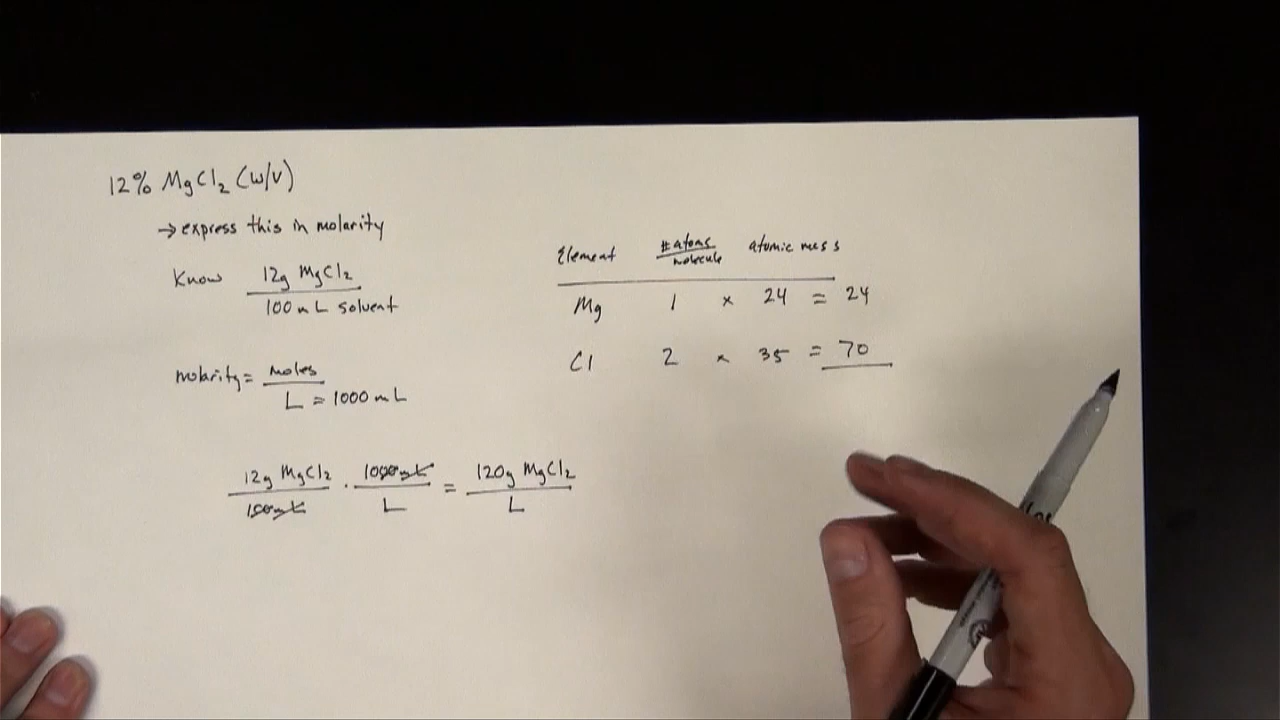 12% MgCl₂ (w/v)
→ express this in molarity
Know 12g MgCl₂
100 mL solvent
molarity = moles
L = 1000 mL
12g MgCl₂ · 1000mL = 120g MgCl₂
100mL L L
Element # atoms atomic mass
molecule
Mg 1 × 24 = 24
Cl 2 × 35 = 70